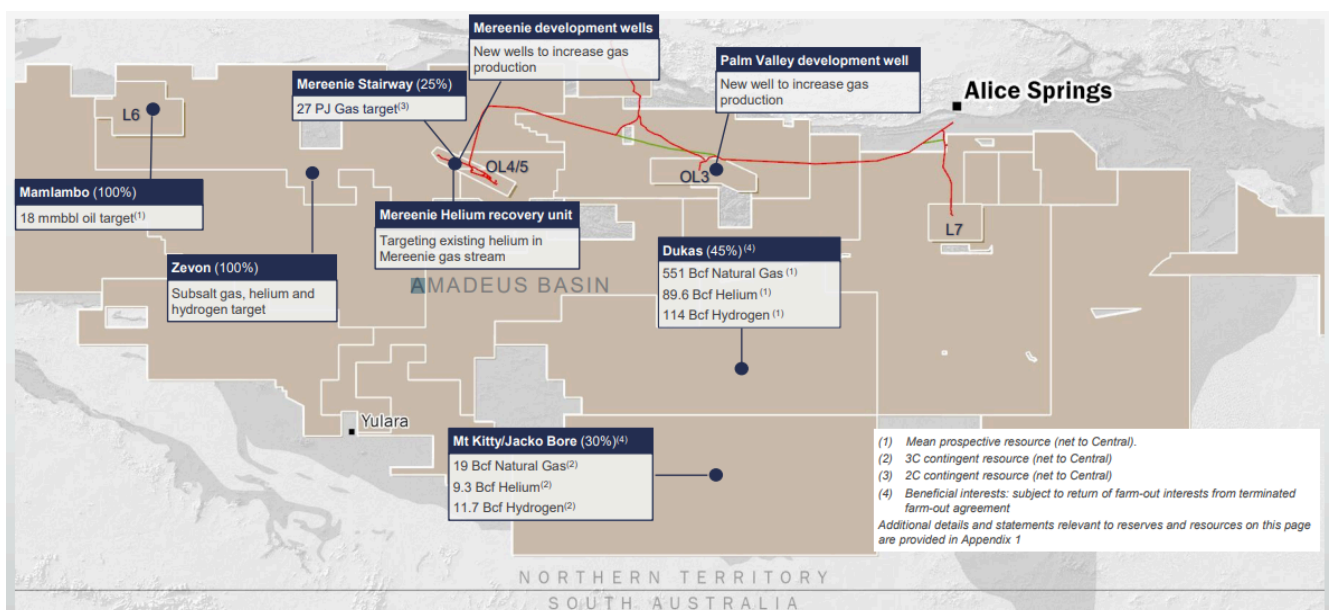 Mereenie development wells
New wells to increase gas
production
Palm Valley development well
New well to increase gas
production
Mereenie Stairway (25%)
27 PJ Gas target(3)
Alice Springs
L6
OL4/5
OL3
L7
Mamlambo (100%)
18 mmbbl oil target(1)
Mereenie Helium recovery unit
Targeting existing helium in
Mereenie gas stream
Zevon (100%)
Subsalt gas, helium and
hydrogen target
Dukas (45%)(4)
551 Bcf Natural Gas (1)
89.6 Bcf Helium (1)
114 Bcf Hydrogen (1)
AMADEUS BASIN
Yulara
Mt Kitty/Jacko Bore (30%)(4)
19 Bcf Natural Gas(2)
9.3 Bcf Helium(2)
11.7 Bcf Hydrogen(2)
(1) Mean prospective resource (net to Central).
(2) 3C contingent resource (net to Central)
(3) 2C contingent resource (net to Central)
(4) Beneficial interests: subject to return of farm-out interests from terminated
farm-out agreement
Additional details and statements relevant to reserves and resources on this page
are provided in Appendix 1
NORTHERN TERRITORY
SOUTH AUSTRALIA